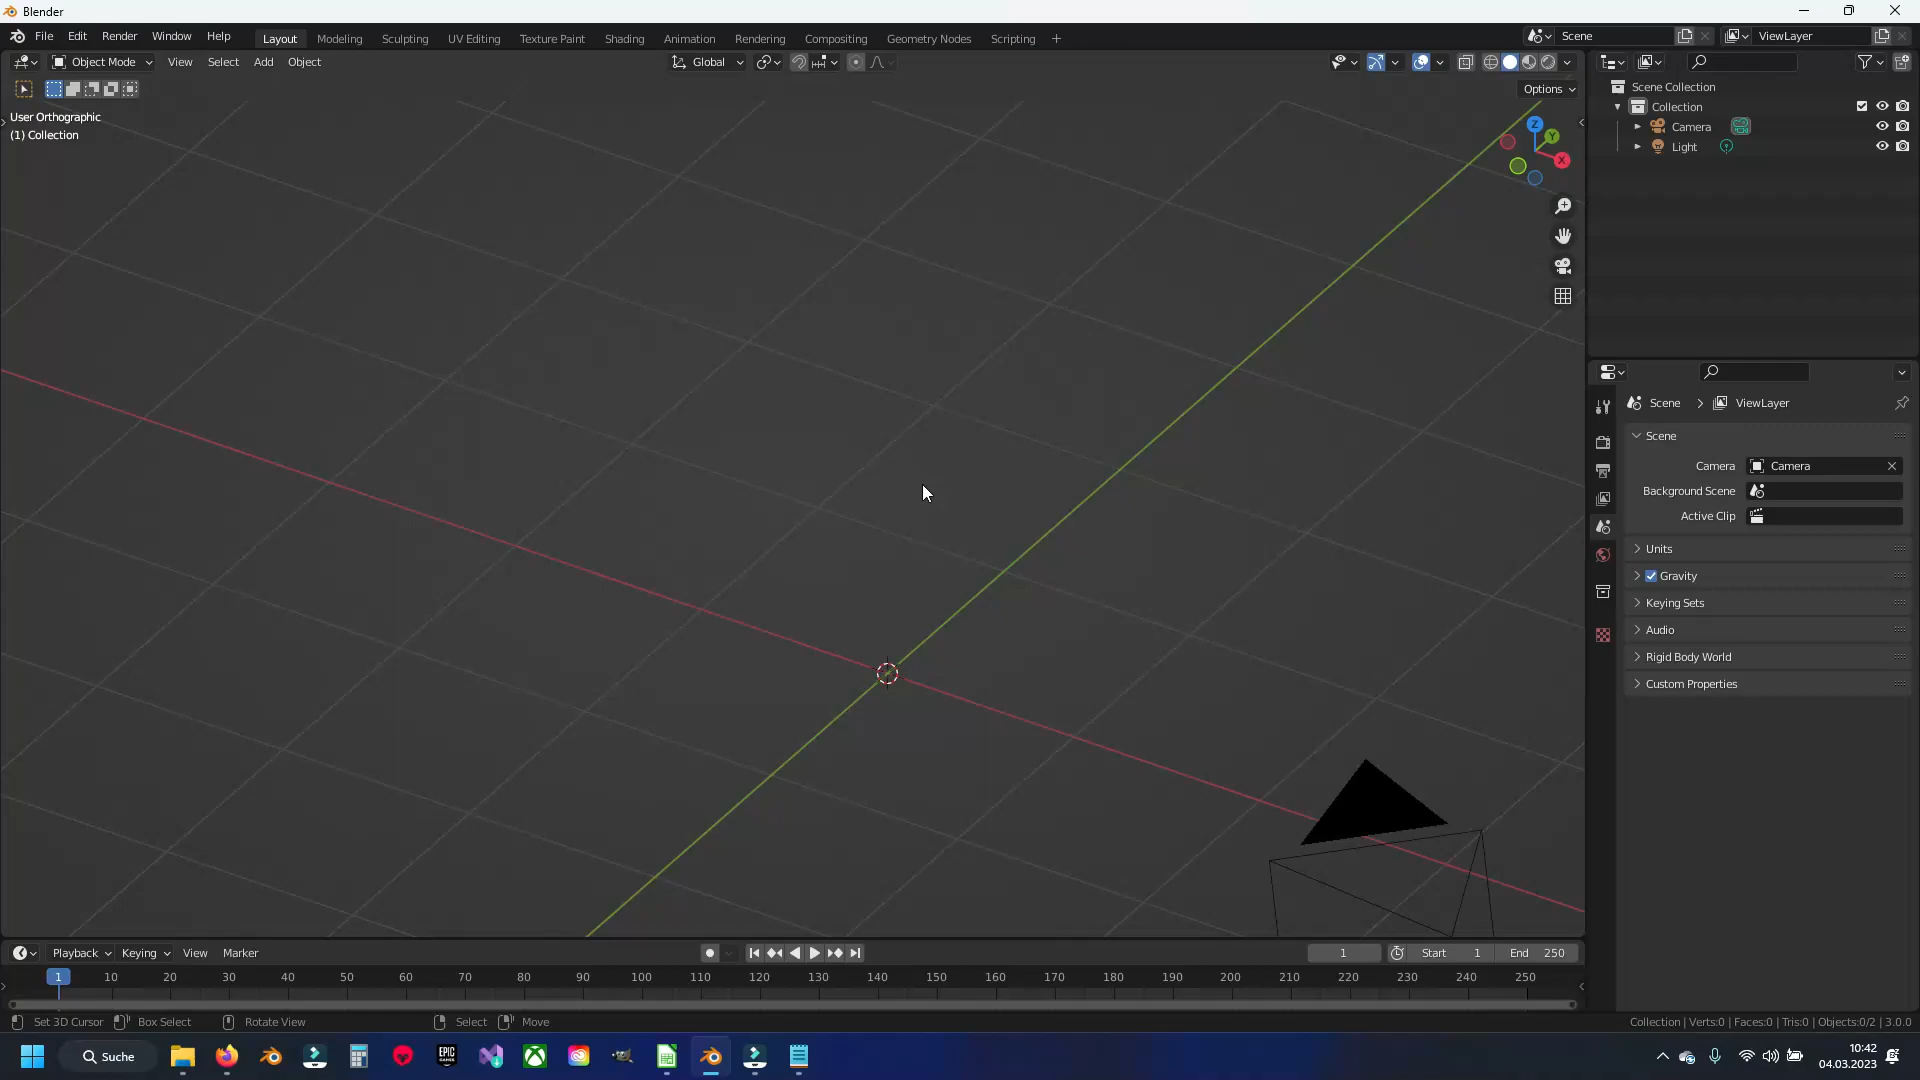 Blender
File Edit Render Window Help Layout Modeling Sculpting UV Editing Texture Paint Shading Animation Rendering Compositing Geometry Nodes Scripting + Scene ViewLayer
Object Mode View Select Add Object Global
Options
User Orthographic
(1) Collection
Z
Y
X
Scene Collection
Collection
Camera
Light
Scene > ViewLayer
Scene
Camera Camera
Background Scene
Active Clip
Units
Gravity
Keying Sets
Audio
Rigid Body World
Custom Properties
Playback Keying View Marker 1 Start 1 End 250
1 10 20 30 40 50 60 70 80 90 100 110 120 130 140 150 160 170 180 190 200 210 220 230 240 250
Set 3D Cursor Box Select Rotate View Select Move Collection | Verts:0 | Faces:0 | Tris:0 | Objects:0/2 | 3.0.0
Suche EPIC GAMES 10:42
04.03.2023